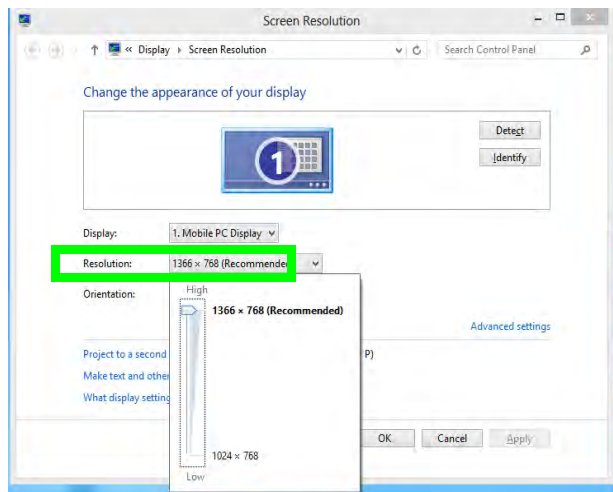 Screen Resolution
« Display Screen Resolution
Search Control Panel
Change the appearance of your display
1
Detect
Identify
Display: 1. Mobile PC Display
Resolution: 1366 × 768 (Recommended
Orientation:
High
1366 × 768 (Recommended)
Advanced settings
Project to a second P)
Make text and othe
What display setting
OK Cancel Apply
1024 × 768
Low